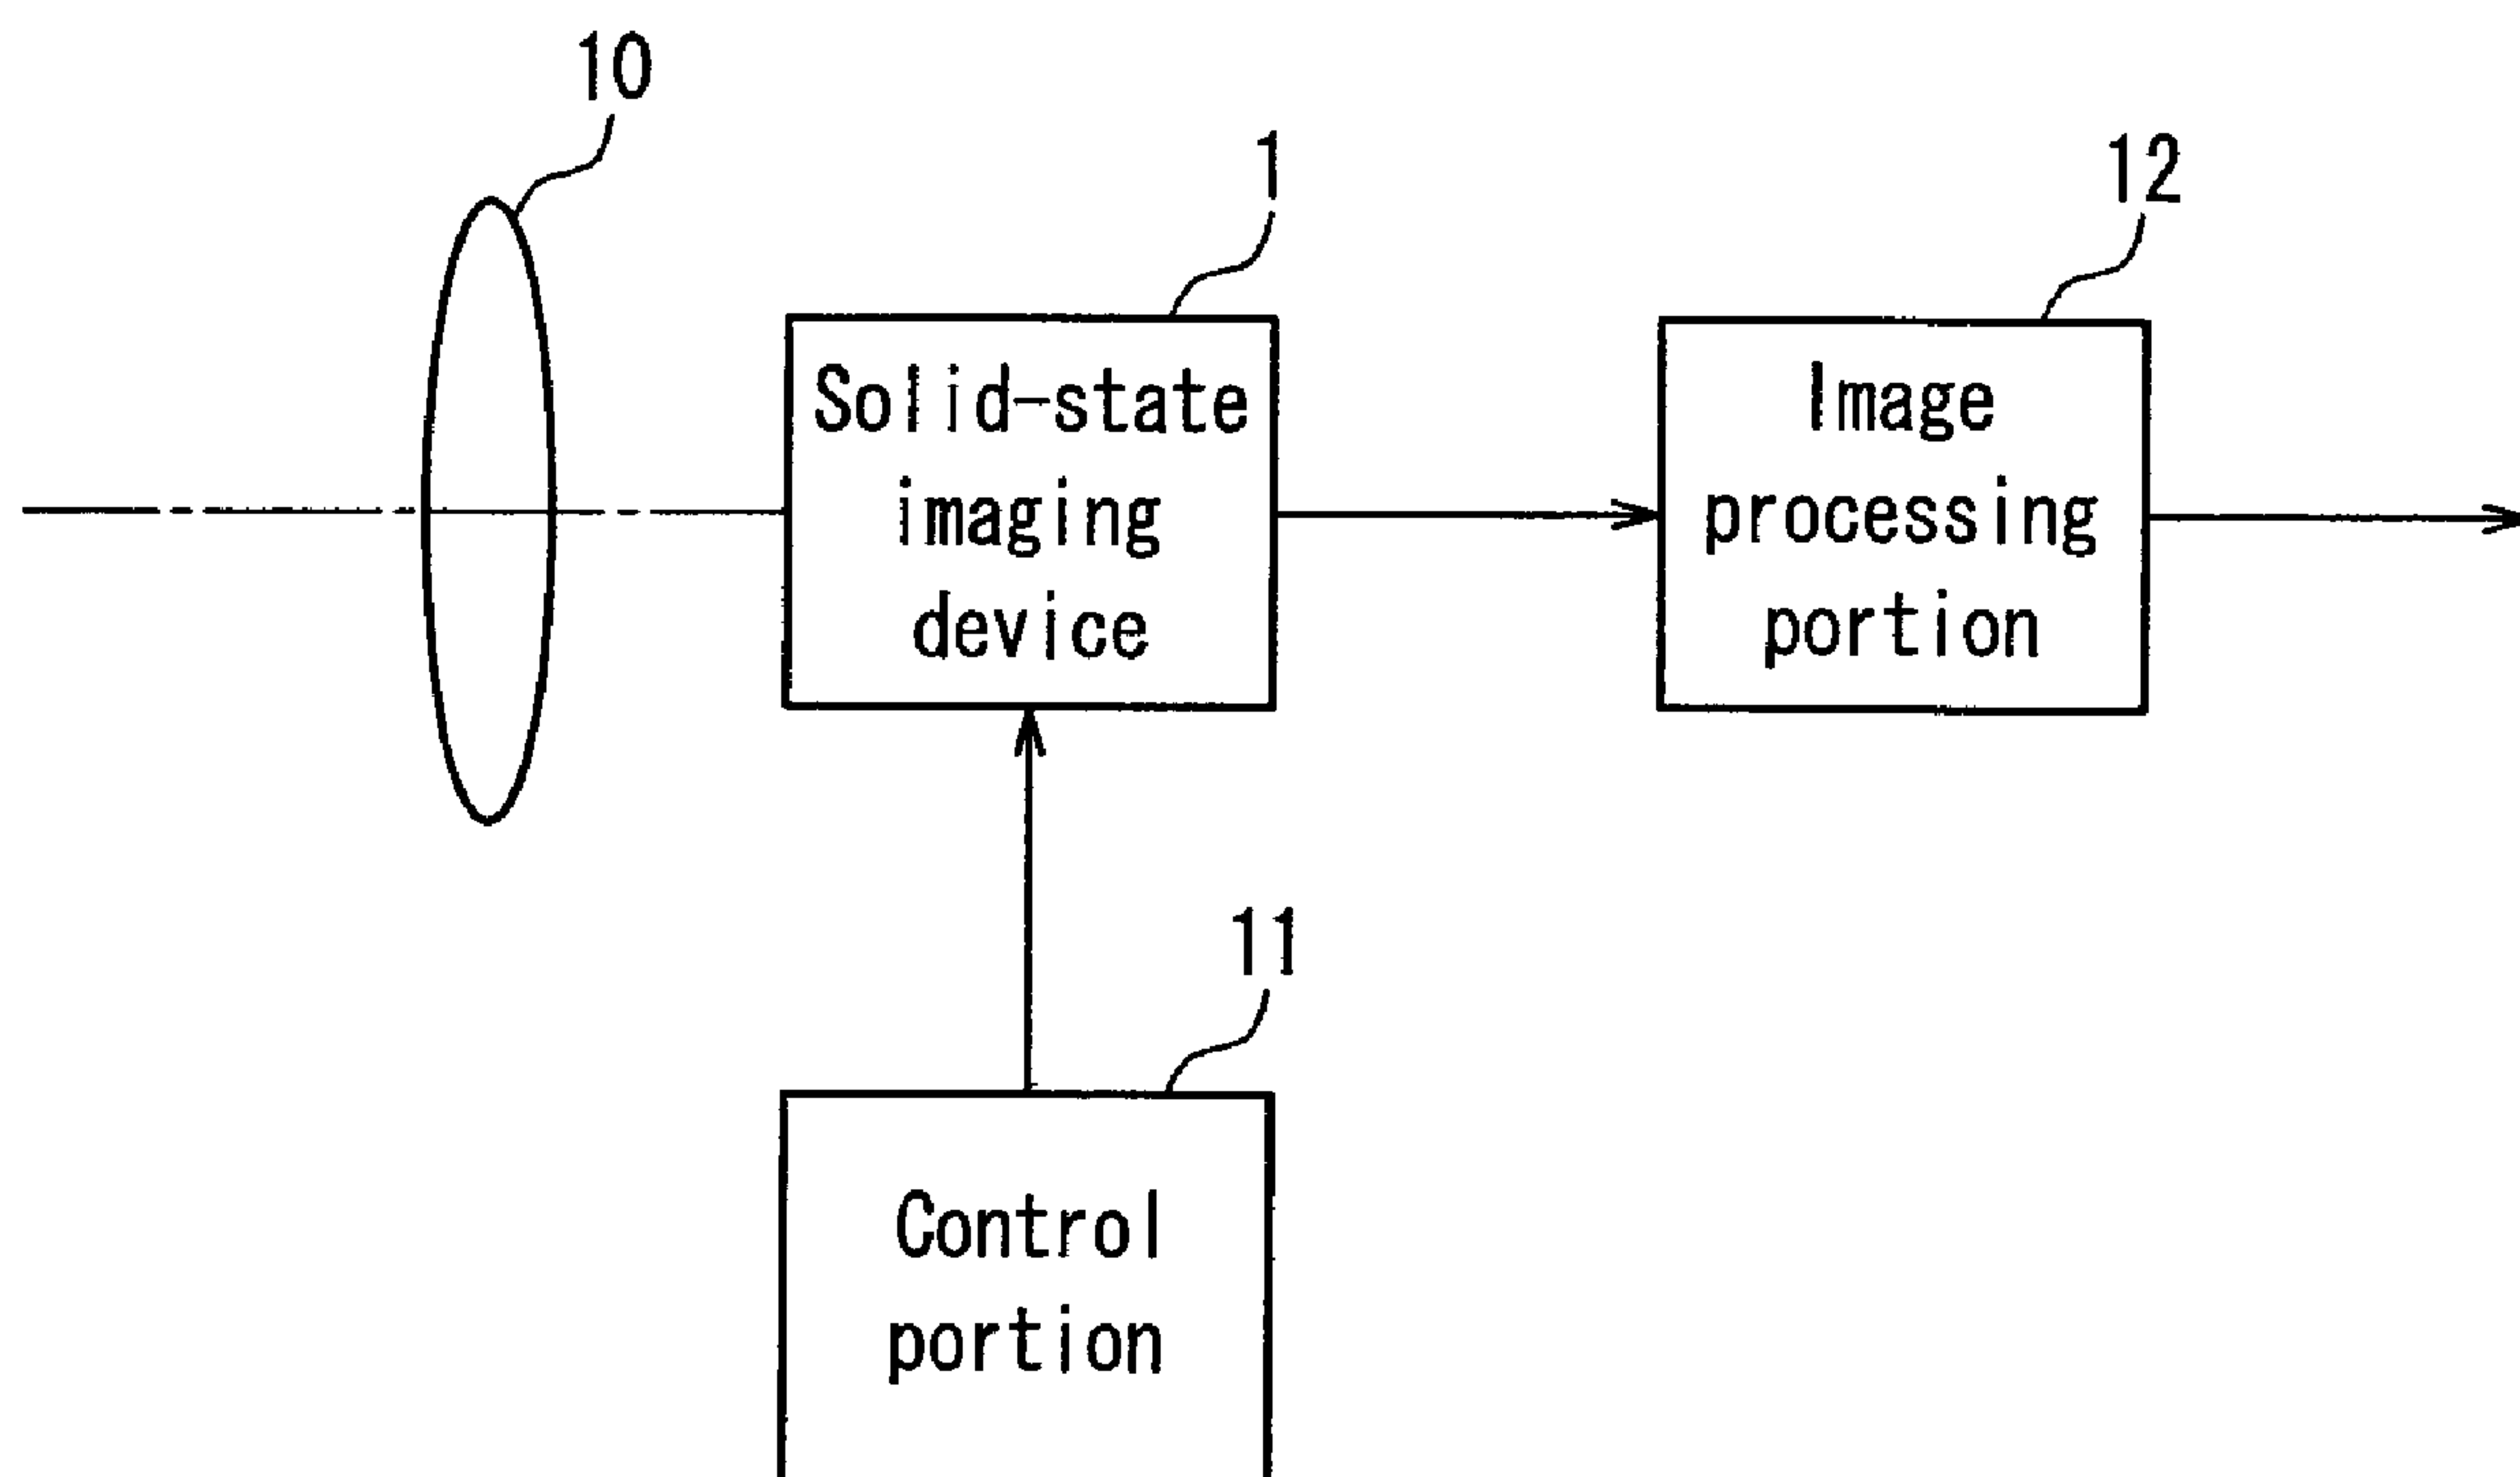 10
1
12
Solid-state
imaging
device
Image
processing
portion
11
Control
portion